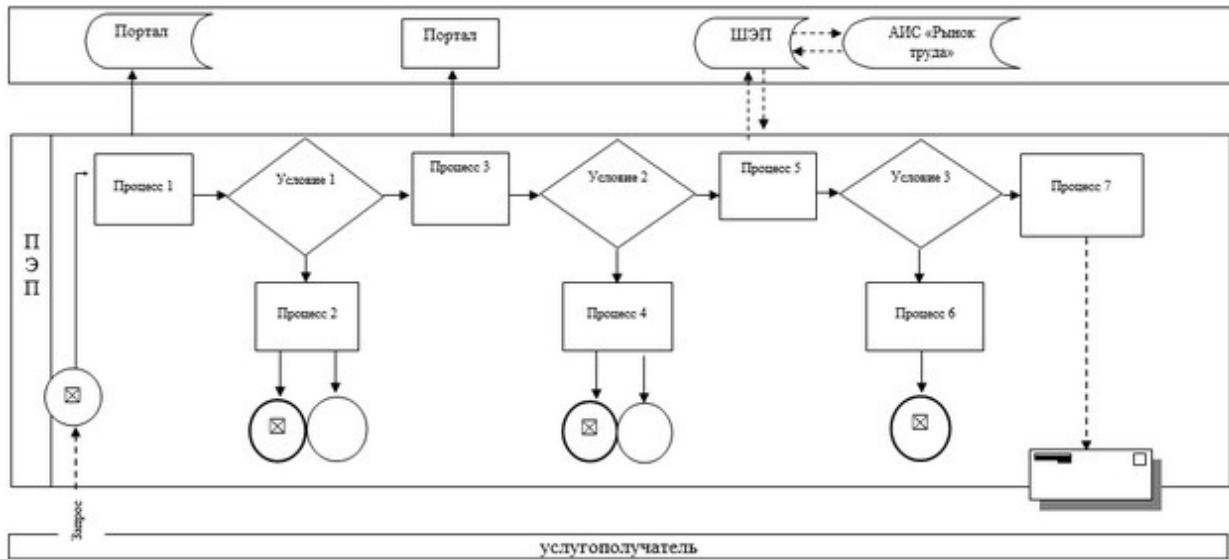 Портал
Портал
ШЭП
АИС «Рынок
труда»
Процесс 1
Условие 1
Процесс 3
Условие 2
Процесс 5
Условие 3
Процесс 7
П
Э
П
Процесс 2
Процесс 4
Процесс 6
Запрос
услугополучатель